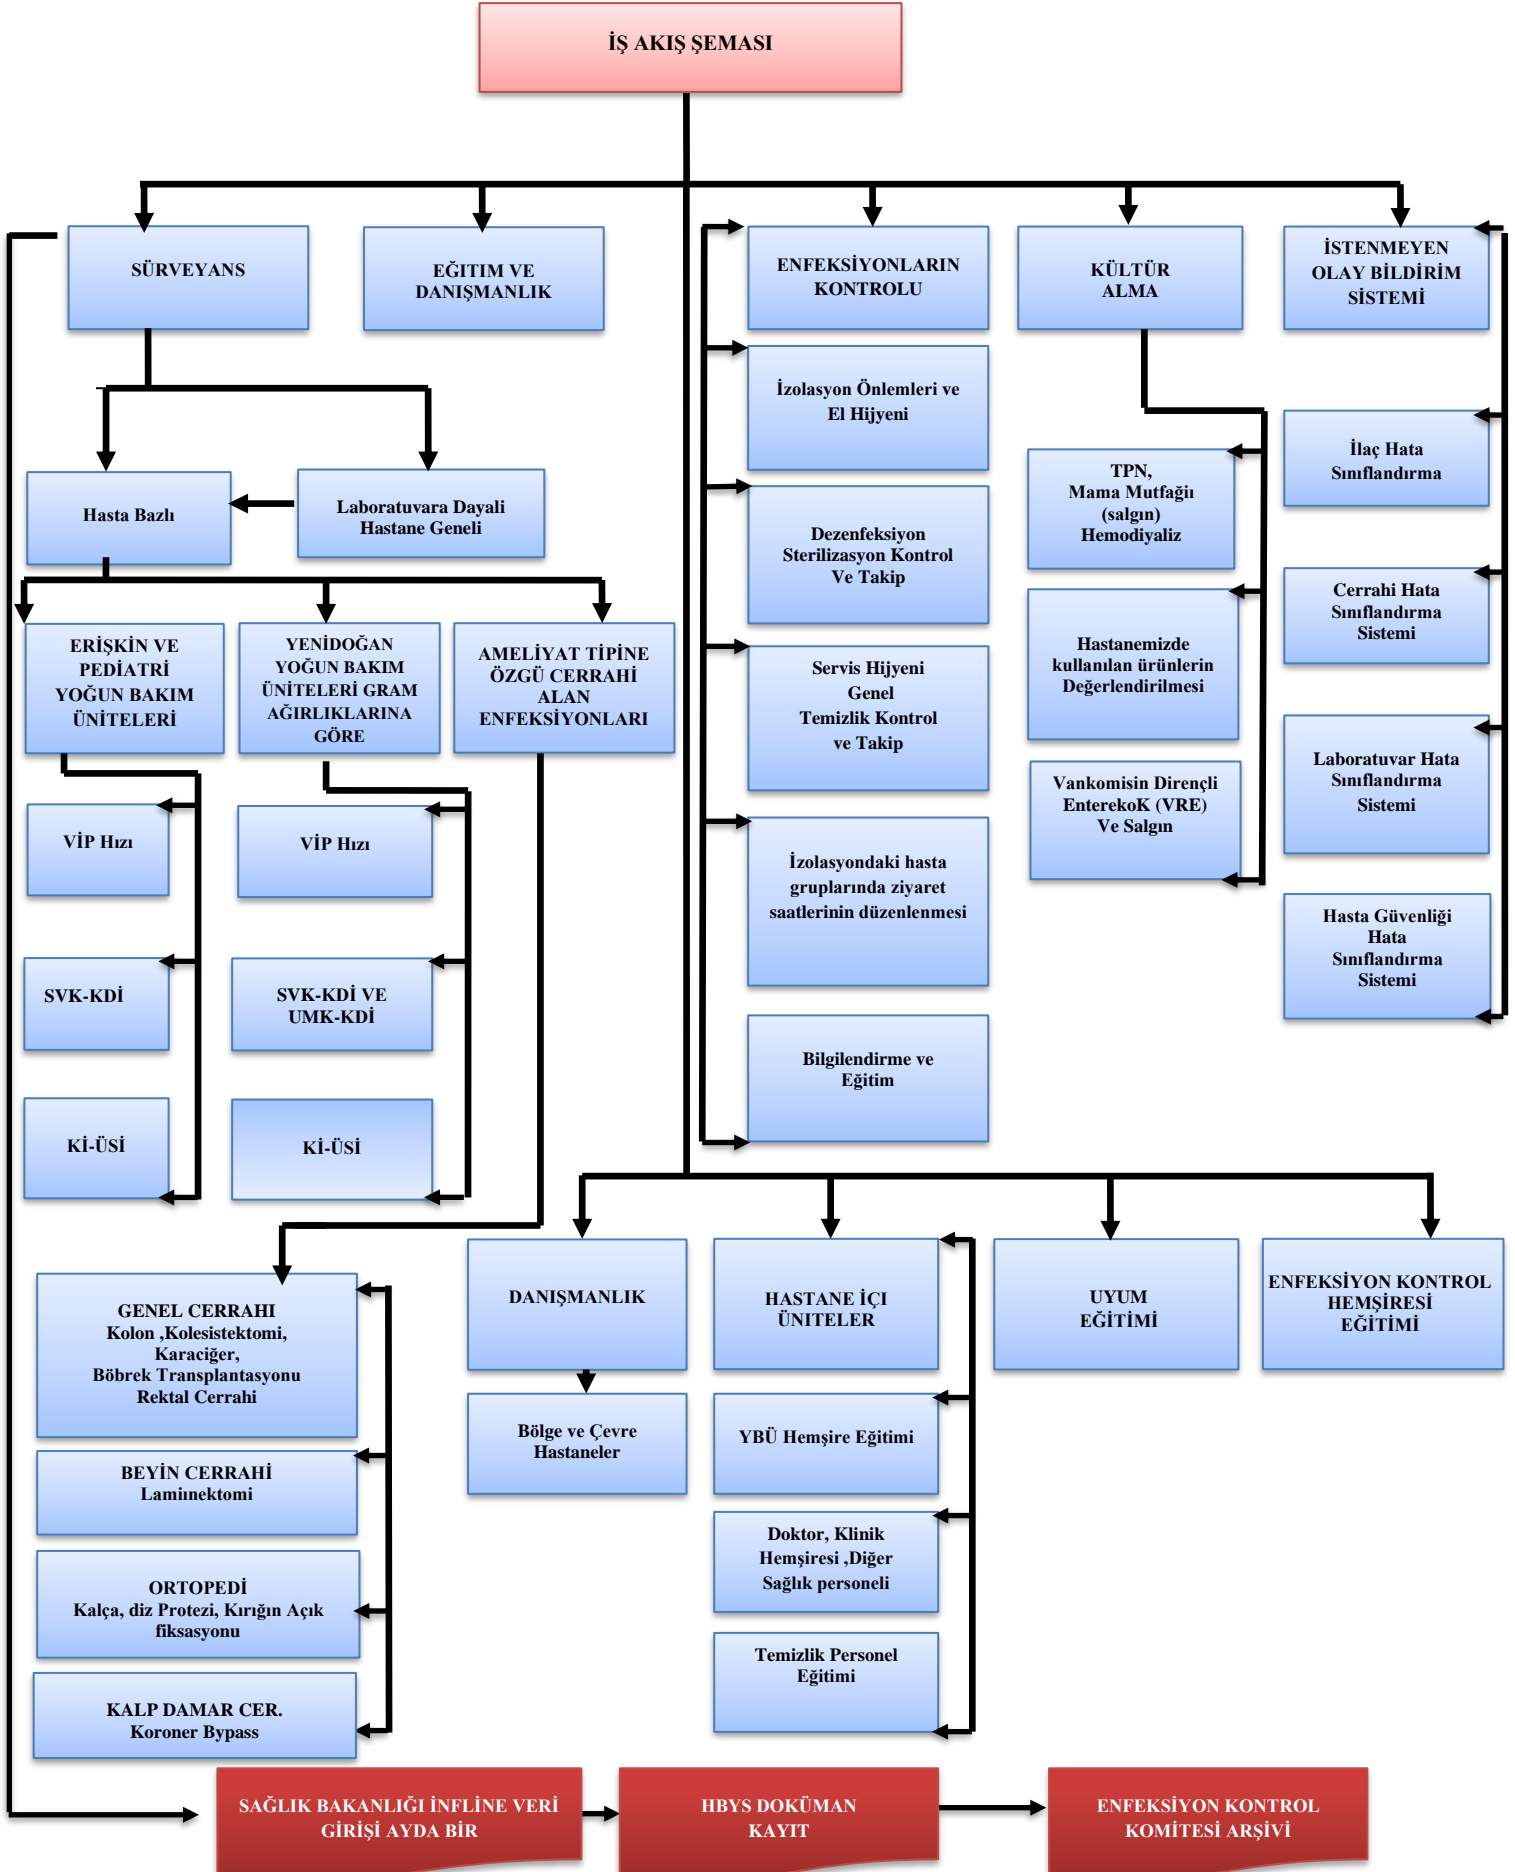 İŞ AKIŞ ŞEMASI
SÜRVEYANS
EĞITIM VE
DANIŞMANLIK
ENFEKSİYONLARIN
KONTROLU
KÜLTÜR
ALMA
İSTENMEYEN
OLAY BİLDİRİM
SİSTEMİ
Hasta Bazlı
Laboratuvara Dayali
Hastane Geneli
ERİŞKİN VE
PEDİATRİ
YOĞUN BAKIM
ÜNİTELERİ
YENİDOĞAN
YOĞUN BAKIM
ÜNİTELERİ GRAM
AĞIRLIKLARINA
GÖRE
AMELİYAT TİPİNE
ÖZGÜ CERRAHİ
ALAN
ENFEKSİYONLARI
VİP Hızı
SVK-KDİ
Kİ-ÜSİ
VİP Hızı
SVK-KDİ VE
UMK-KDİ
Kİ-ÜSİ
İzolasyon Önlemleri ve
El Hijyeni
Dezenfeksiyon
Sterilizasyon Kontrol
Ve Takip
Servis Hijyeni
Genel
Temizlik Kontrol
ve Takip
İzolasyondaki hasta
gruplarında ziyaret
saatlerinin düzenlenmesi
Bilgilendirme ve
Eğitim
TPN,
Mama Mutfağiı
(salgın)
Hemodiyaliz
Hastanemizde
kullanılan ürünlerin
Değerlendirilmesi
Vankomisin Dirençli
EnterekoK (VRE)
Ve Salgın
İlaç Hata
Sınıflandırma
Cerrahi Hata
Sınıflandırma
Sistemi
Laboratuvar Hata
Sınıflandırma
Sistemi
Hasta Güvenliği
Hata
Sınıflandırma
Sistemi
GENEL CERRAHI
Kolon ,Kolesistektomi,
Karaciğer,
Böbrek Transplantasyonu
Rektal Cerrahi
BEYİN CERRAHİ
Lamiınektomi
ORTOPEDİ
Kalça, diz Protezi, Kırığın Açık
fiksasyonu
KALP DAMAR CER.
Koroner Bypass
DANIŞMANLIK
Bölge ve Çevre
Hastaneler
HASTANE İÇI
ÜNITELER
YBÜ Hemşire Eğitimi
Doktor, Klinik
Hemşiresi ,Diğer
Sağlık personeli
Temizlik Personel
Eğitimi
UYUM
EĞİTİMİ
ENFEKSİYON KONTROL
HEMŞİRESİ
EĞİTİMİ
SAĞLIK BAKANLIĞI İNFLİNE VERİ
GİRİŞİ AYDA BİR
HBYS DOKÜMAN
KAYIT
ENFEKSİYON KONTROL
KOMİTESİ ARŞİVİ